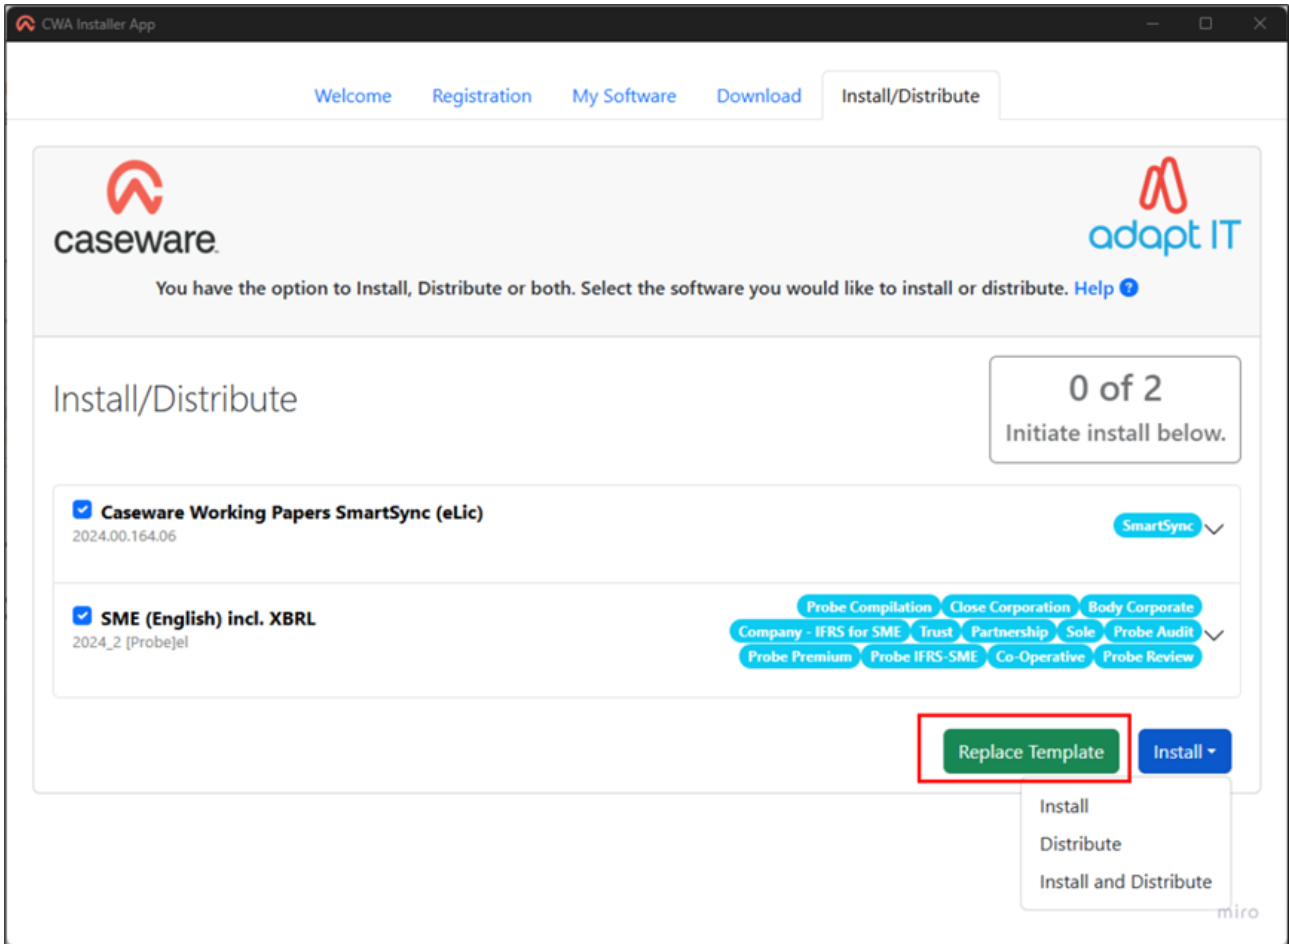 CWA Installer App
Welcome Registration My Software Download Install/Distribute
caseware.
adapt IT
You have the option to Install, Distribute or both. Select the software you would like to install or distribute. Help ?
Install/Distribute
0 of 2
Initiate install below.
Caseware Working Papers SmartSync (eLic)
2024.00.164.06
SmartSync
SME (English) incl. XBRL
2024_2 [Probe]el
Probe Compilation Close Corporation Body Corporate
Company - IFRS for SME Trust Partnership Sole Probe Audit
Probe Premium Probe IFRS-SME Co-Operative Probe Review
Replace Template Install
Install
Distribute
Install and Distribute
miro